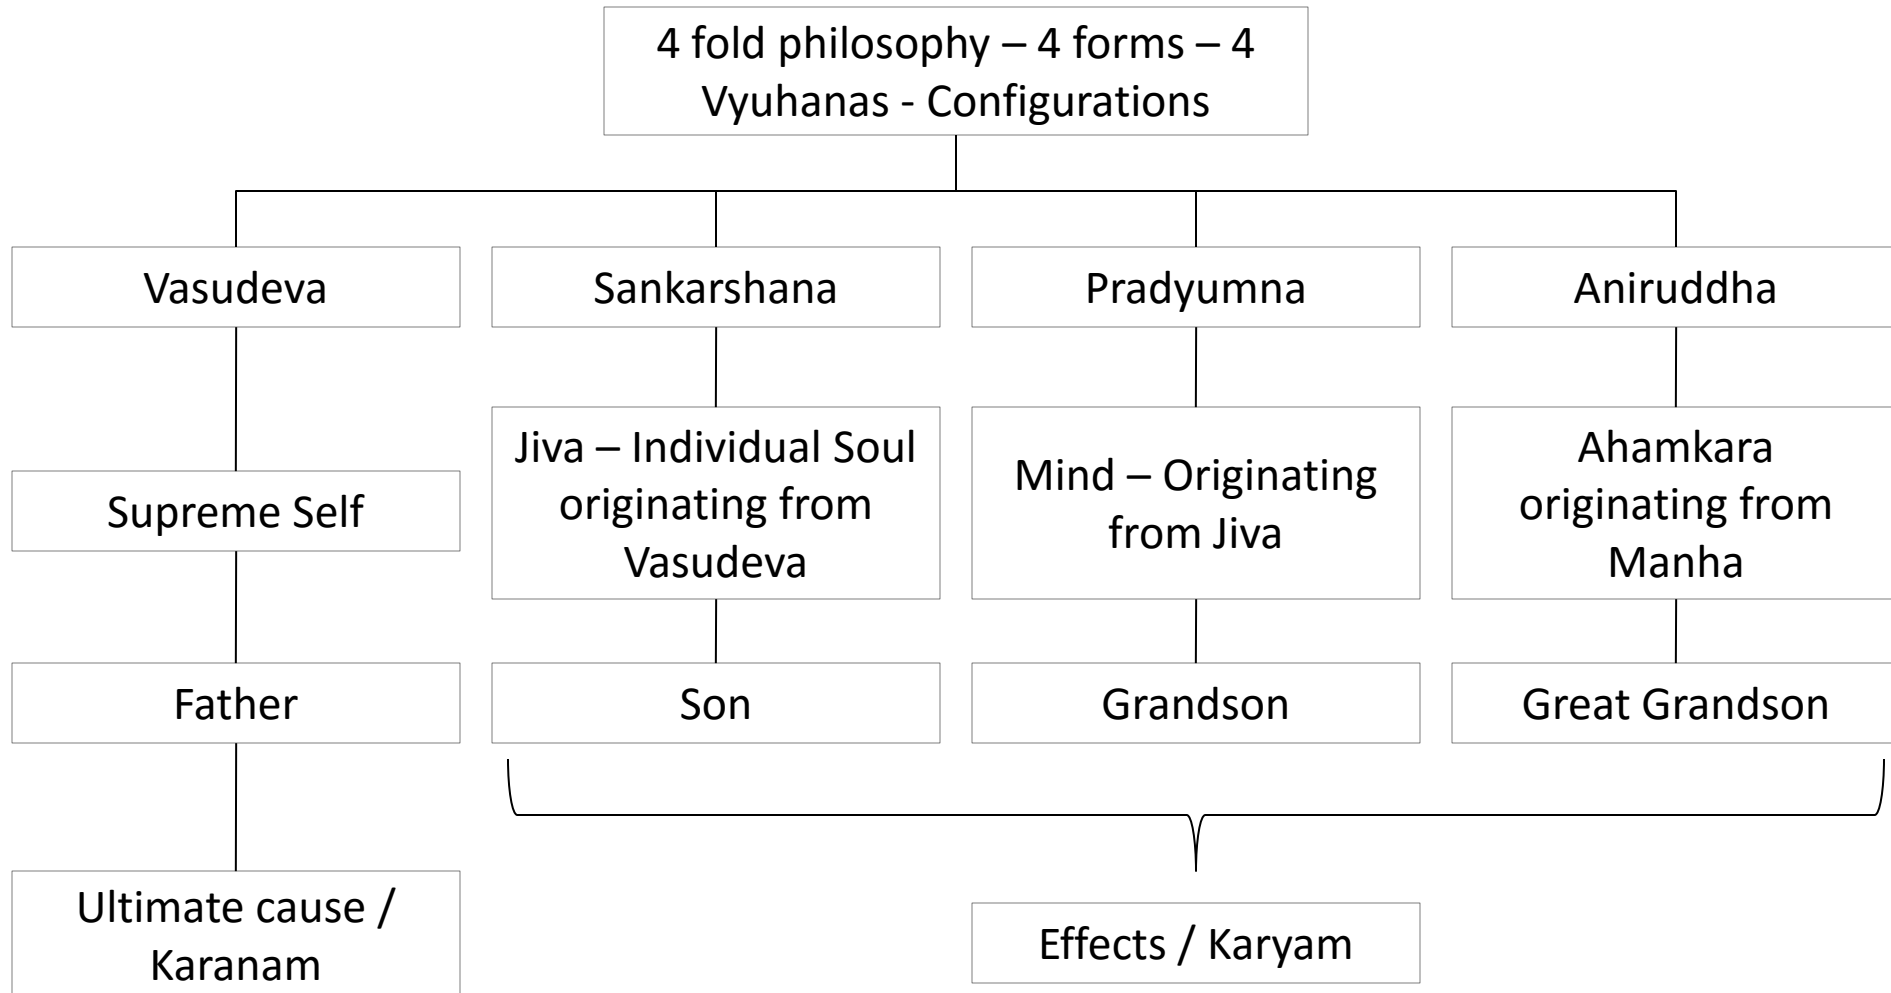 4 fold philosophy – 4 forms – 4
Vyuhanas - Configurations
Vasudeva
Sankarshana
Pradyumna
Aniruddha
Supreme Self
Jiva – Individual Soul
originating from
Vasudeva
Mind – Originating
from Jiva
Ahamkara
originating from
Manha
Father
Son
Grandson
Great Grandson
Ultimate cause /
Karanam
Effects / Karyam